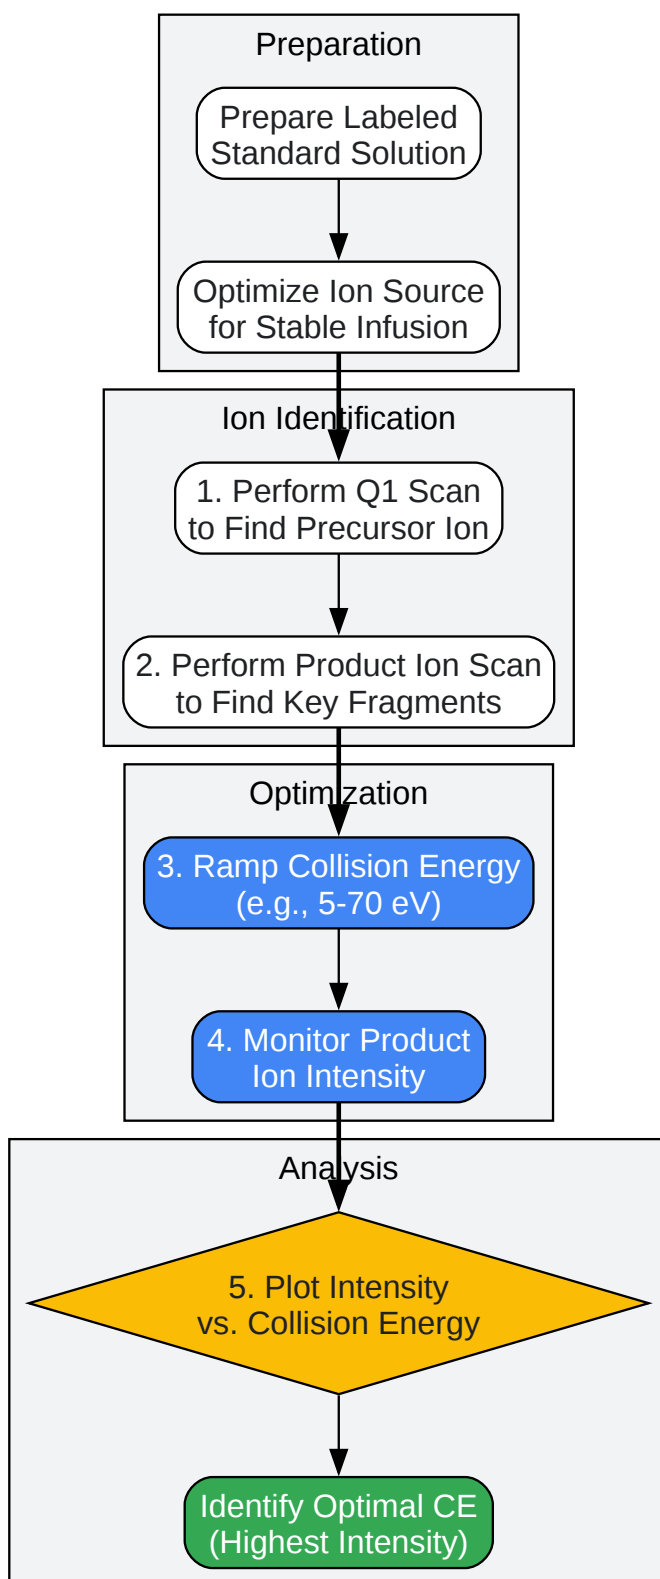 Preparation
Prepare Labeled
Standard Solution
Optimize Ion Source
for Stable Infusion
Ion Identification
1. Perform Q1 Scan
to Find Precursor Ion
2. Perform Product Ion Scan
to Find Key Fragments
Optimization
3. Ramp Collision Energy
(e.g., 5-70 eV)
4. Monitor Product
Ion Intensity
Analysis
5. Plot Intensity
vs. Collision Energy
Identify Optimal CE
(Highest Intensity)